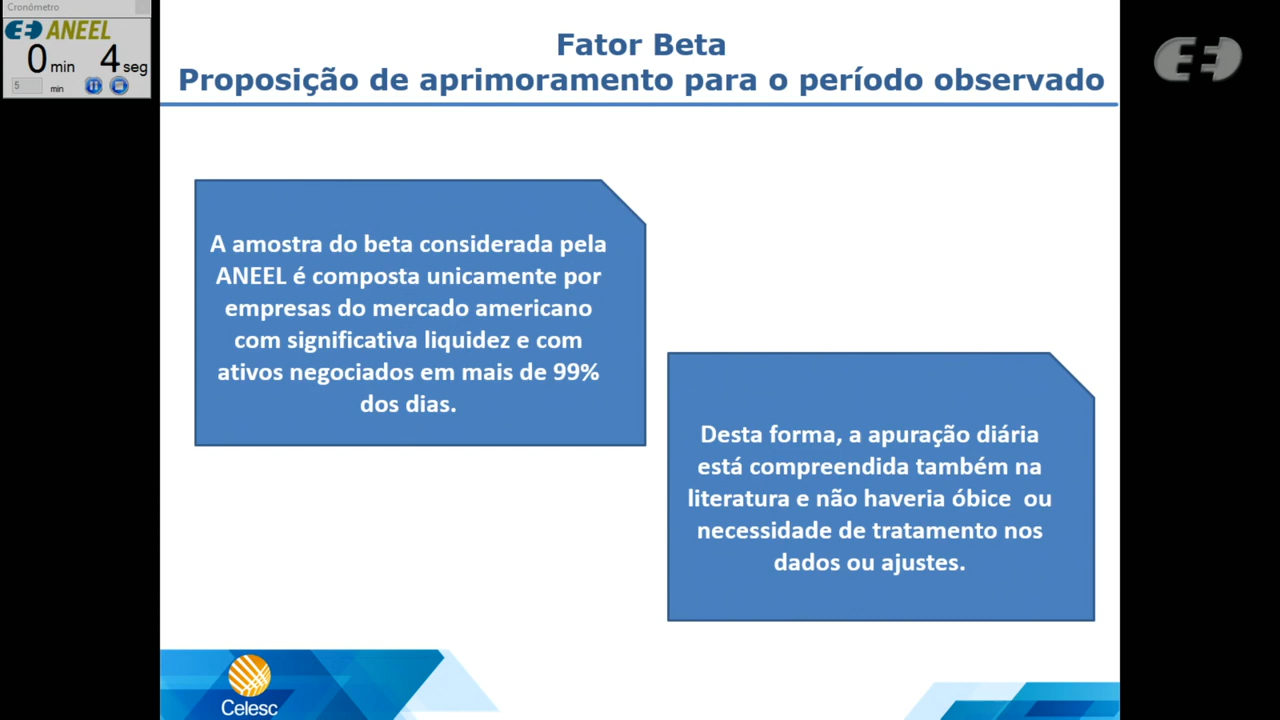 Cronómetro
ANEEL
0 min 4 seg
5 min
Fator Beta
Proposição de aprimoramento para o período observado
A amostra do beta considerada pela
ANEEL é composta unicamente por
empresas do mercado americano
com significativa liquidez e com
ativos negociados em mais de 99%
dos dias.
Desta forma, a apuração diária
está compreendida também na
literatura e não haveria óbice ou
necessidade de tratamento nos
dados ou ajustes.
Celesc